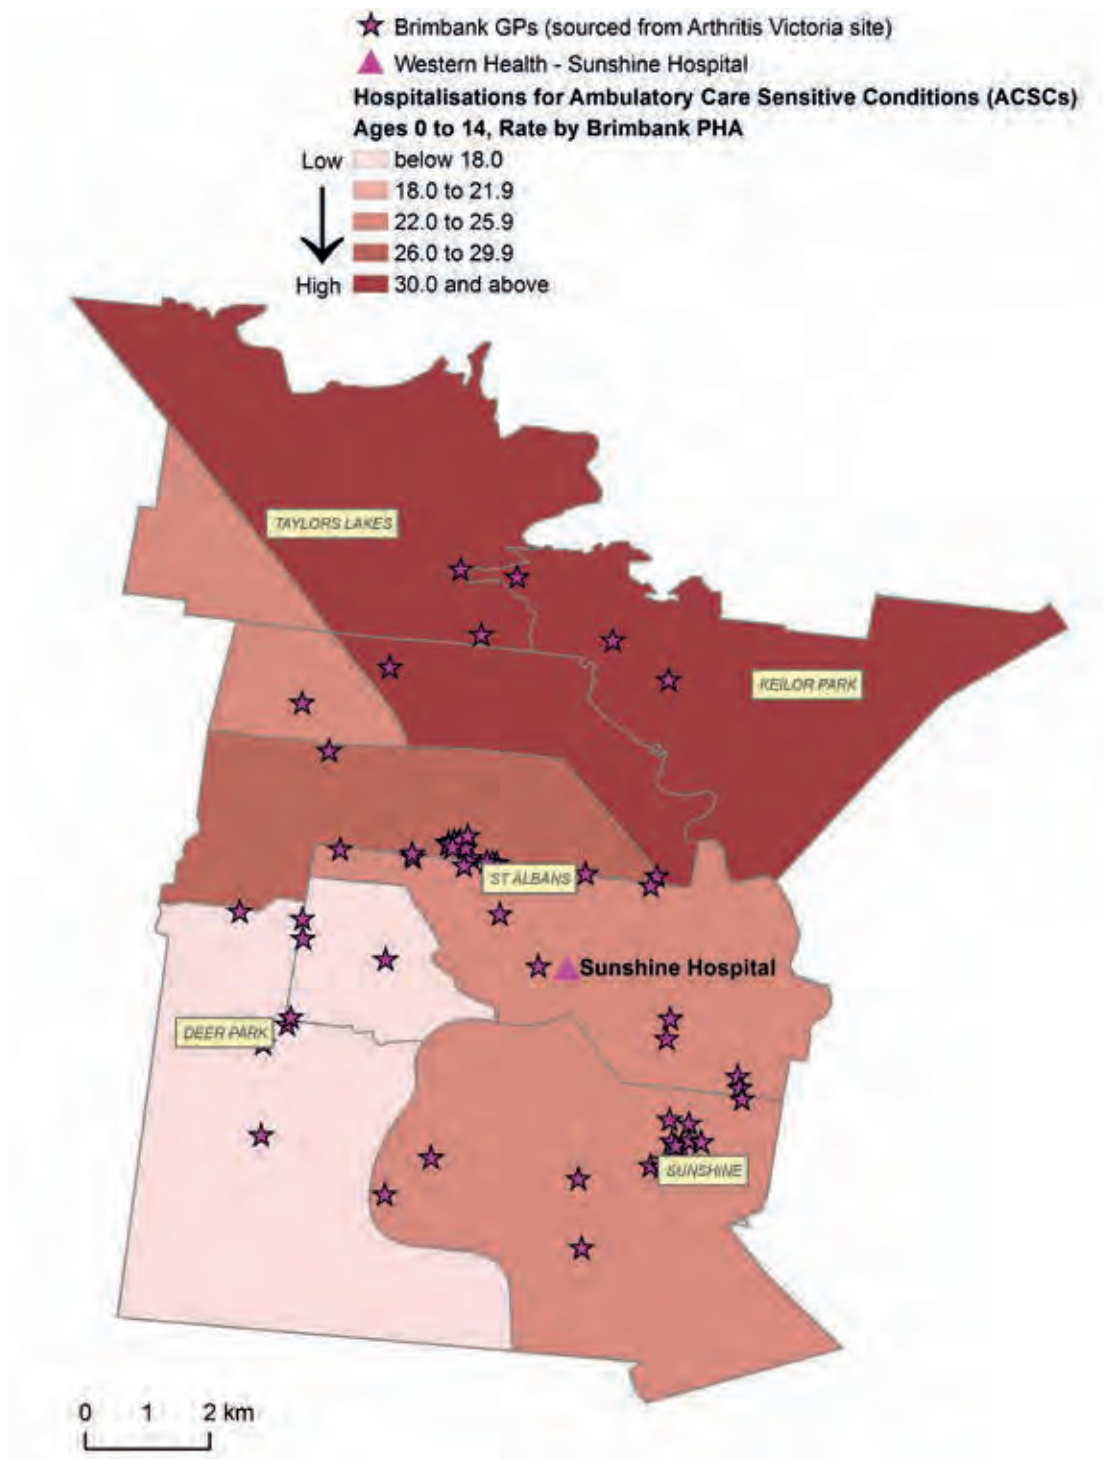 Brimbank GPs (sourced from Arthritis Victoria site)
Western Health - Sunshine Hospital
Hospitalisations for Ambulatory Care Sensitive Conditions (ACSCs)
Ages 0 to 14, Rate by Brimbank PHA
Low below 18.0
18.0 to 21.9
22.0 to 25.9
26.0 to 29.9
High 30.0 and above
TAYLORS LAKES
KEILOR PARK
ST ALBANS
Sunshine Hospital
DEER PARK
SUNSHINE
0 1 2 km